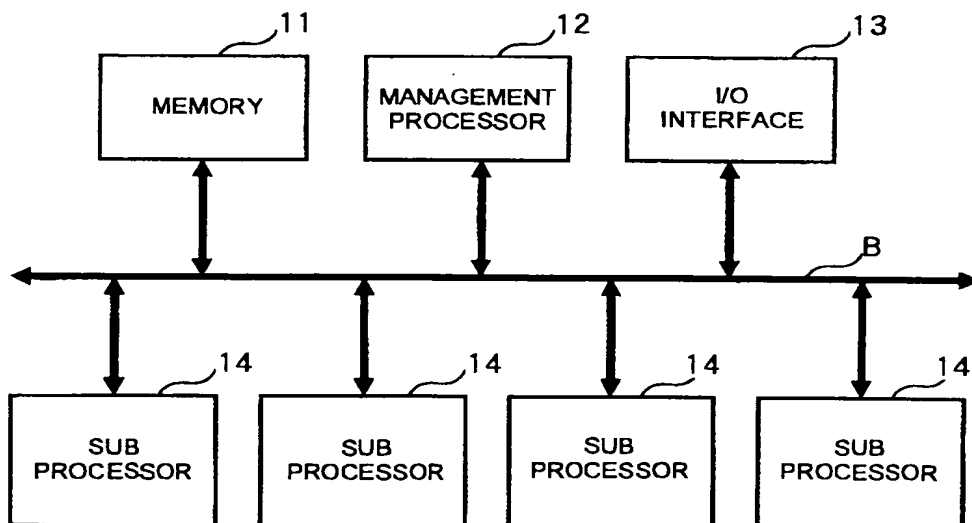 11
12
13
MEMORY
MANAGEMENT
PROCESSOR
I/O
INTERFACE
B
14
14
14
14
SUB
PROCESSOR
SUB
PROCESSOR
SUB
PROCESSOR
SUB
PROCESSOR